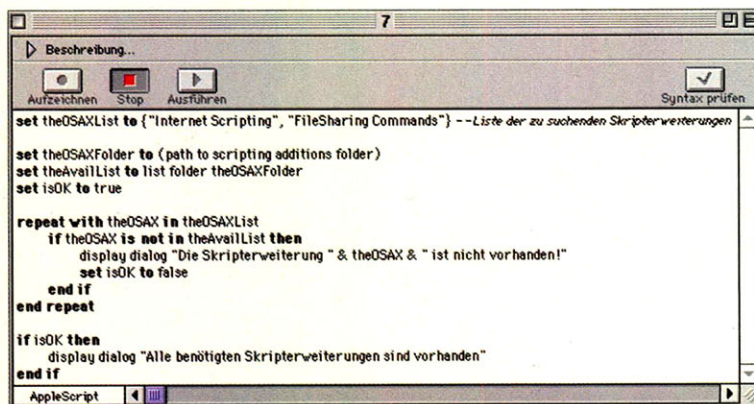 7
Beschreibung...
Aufzeichnen Stop Ausführen Syntax prüfen
set theOSAXList to {"Internet Scripting", "FileSharing Commands"} --Liste der zu suchenden Skripterweiterungen
set theOSAXFolder to (path to scripting additions folder)
set theAvailList to list folder theOSAXFolder
set isOK to true
repeat with theOSAX in theOSAXList
if theOSAX is not in theAvailList then
display dialog "Die Skripterweiterung " & theOSAX & " ist nicht vorhanden!"
set isOK to false
end if
end repeat
if isOK then
display dialog "Alle benötigten Skripterweiterungen sind vorhanden"
end if
AppleScript